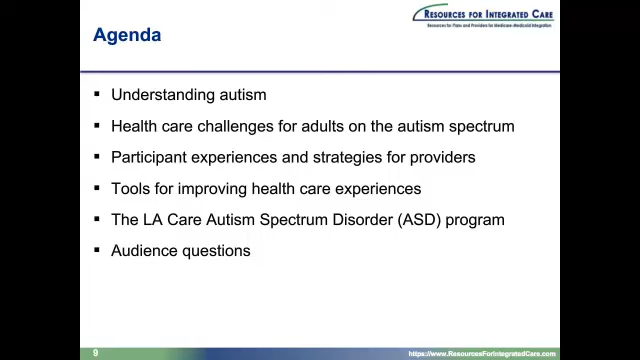 RESOURCES FOR INTEGRATED CARE
Resources for Plans and Providers for Medicare-Medicaid Integration
Agenda
▪ Understanding autism
▪ Health care challenges for adults on the autism spectrum
▪ Participant experiences and strategies for providers
▪ Tools for improving health care experiences
▪ The LA Care Autism Spectrum Disorder (ASD) program
▪ Audience questions
9
https://www.ResourcesForIntegratedCare.com